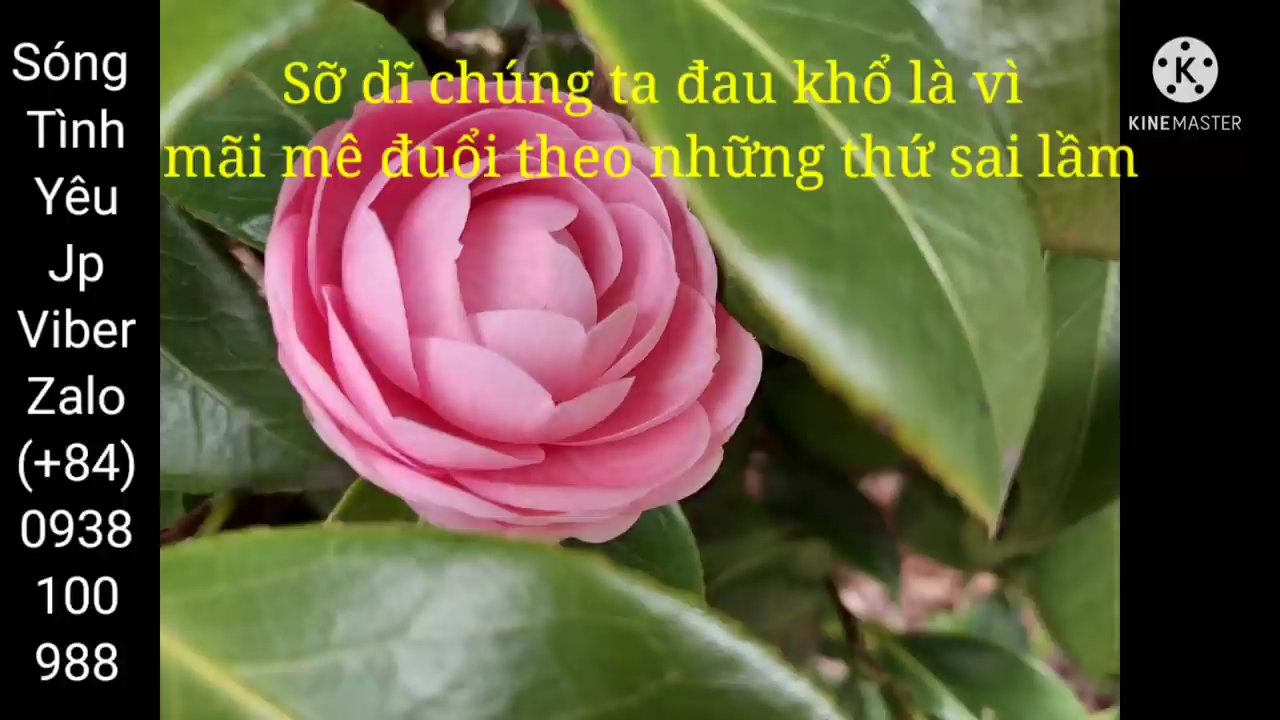 Sóng
Tình
Yêu
Jp
Viber
Zalo
(+84)
0938
100
988
Sỡ dĩ chúng ta đau khổ là vì
mãi mê đuổi theo những thứ sai lầm
K
KINEMASTER